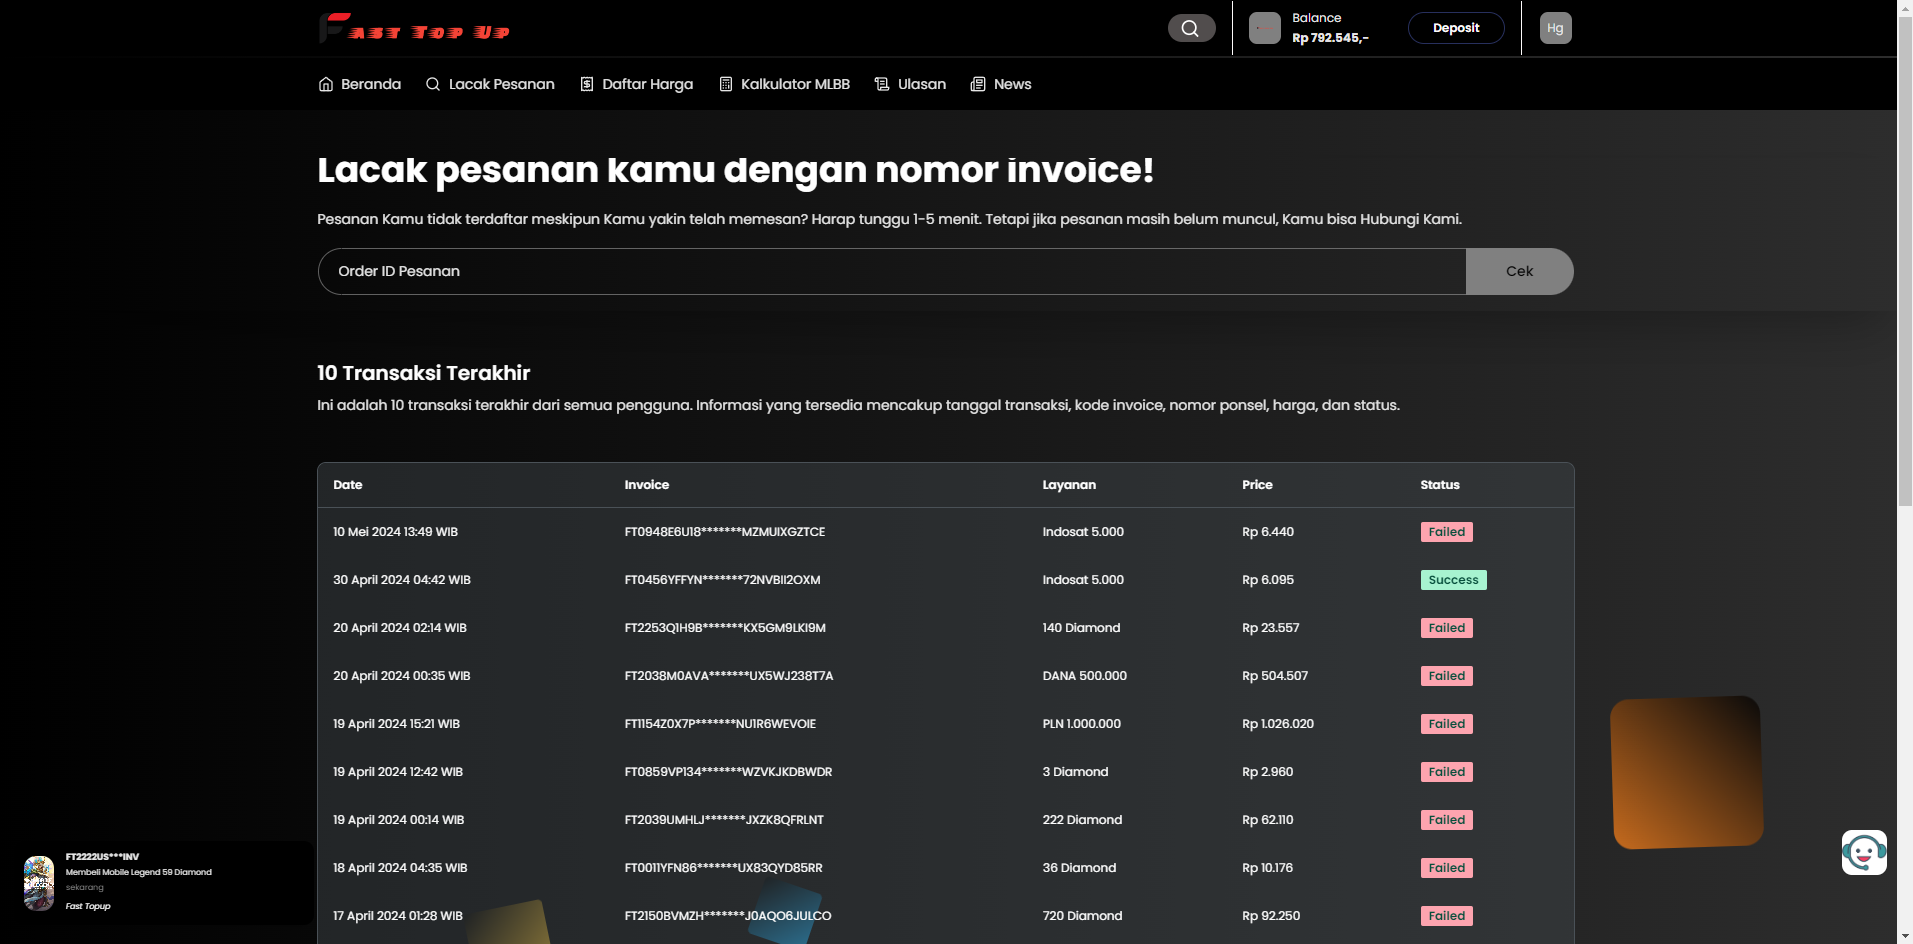 Fast Top Up
Balance
Rp 792.545,-
Deposit
Hg
Beranda
Lacak Pesanan
Daftar Harga
Kalkulator MLBB
Ulasan
News
Lacak pesanan kamu dengan nomor invoice!
Pesanan Kamu tidak terdaftar meskipun Kamu yakin telah memesan? Harap tunggu 1-5 menit. Tetapi jika pesanan masih belum muncul, Kamu bisa Hubungi Kami.
Order ID Pesanan
Cek
10 Transaksi Terakhir
Ini adalah 10 transaksi terakhir dari semua pengguna. Informasi yang tersedia mencakup tanggal transaksi, kode invoice, nomor ponsel, harga, dan status.
Date Invoice Layanan Price Status
10 Mei 2024 13:49 WIB FT0948E6U18*******MZMUIXGZTCE Indosat 5.000 Rp 6.440 Failed
30 April 2024 04:42 WIB FT0456YFFYN*******72NVBII2OXM Indosat 5.000 Rp 6.095 Success
20 April 2024 02:14 WIB FT2253Q1H9B*******KX5GM9LKI9M 140 Diamond Rp 23.557 Failed
20 April 2024 00:35 WIB FT2038M0AVA*******UX5WJ238T7A DANA 500.000 Rp 504.507 Failed
19 April 2024 15:21 WIB FT1154Z0X7P*******NU1R6WEVOIE PLN 1.000.000 Rp 1.026.020 Failed
19 April 2024 12:42 WIB FT0859VP134*******WZVKJKDBWDR 3 Diamond Rp 2.960 Failed
19 April 2024 00:14 WIB FT2039UMHLJ*******JXZK8QFRLNT 222 Diamond Rp 62.110 Failed
18 April 2024 04:35 WIB FT0011YFN86*******UX83QYD85RR 36 Diamond Rp 10.176 Failed
17 April 2024 01:28 WIB FT2150BVMZH*******J0AQO6JULCO 720 Diamond Rp 92.250 Failed
FT2222US***INV
Membeli Mobile Legend 59 Diamond
sekarang
Fast Topup